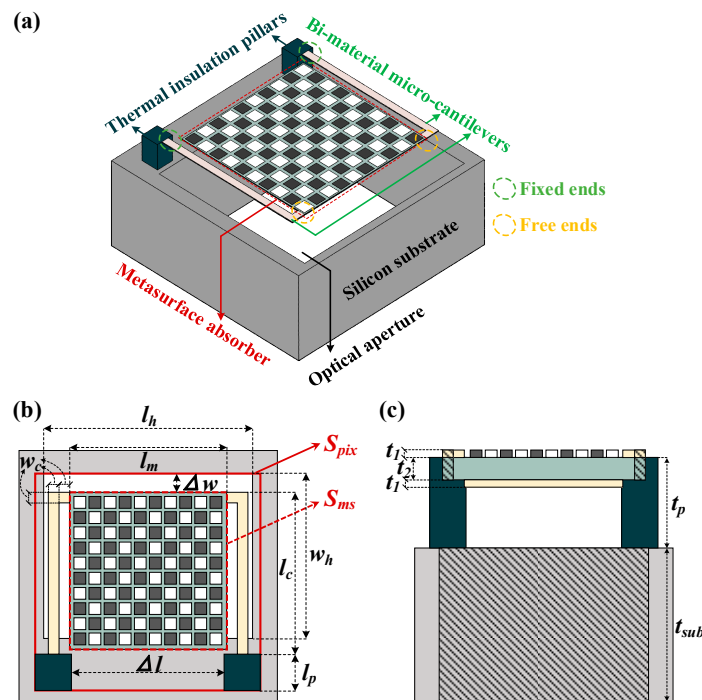 (a)
Thermal insulation pillars
Bi-material micro-cantilevers
Fixed ends
Free ends
Silicon substrate
Metasurface absorber
Optical aperture
(b)
l_h
w_c
l_m
Δw
S_pix
S_ms
l_c
w_h
Δl
l_p
(c)
t_1
t_2
t_1
t_p
t_sub